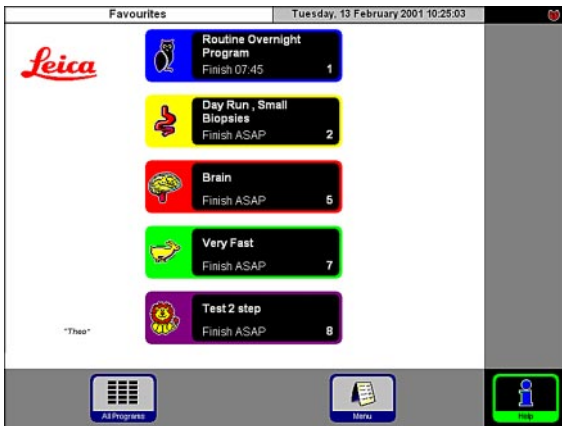 Favourites
Tuesday, 13 February 2001 10:25:03
Leica
Routine Overnight
Program
Finish 07:45 1
Day Run , Small
Biopsies
Finish ASAP 2
Brain
Finish ASAP 5
Very Fast
Finish ASAP 7
Test 2 step
Finish ASAP 8
"Theo"
All Programs
Menu
Help